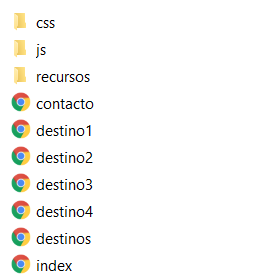 css
js
recursos
contacto
destino1
destino2
destino3
destino4
destinos
index